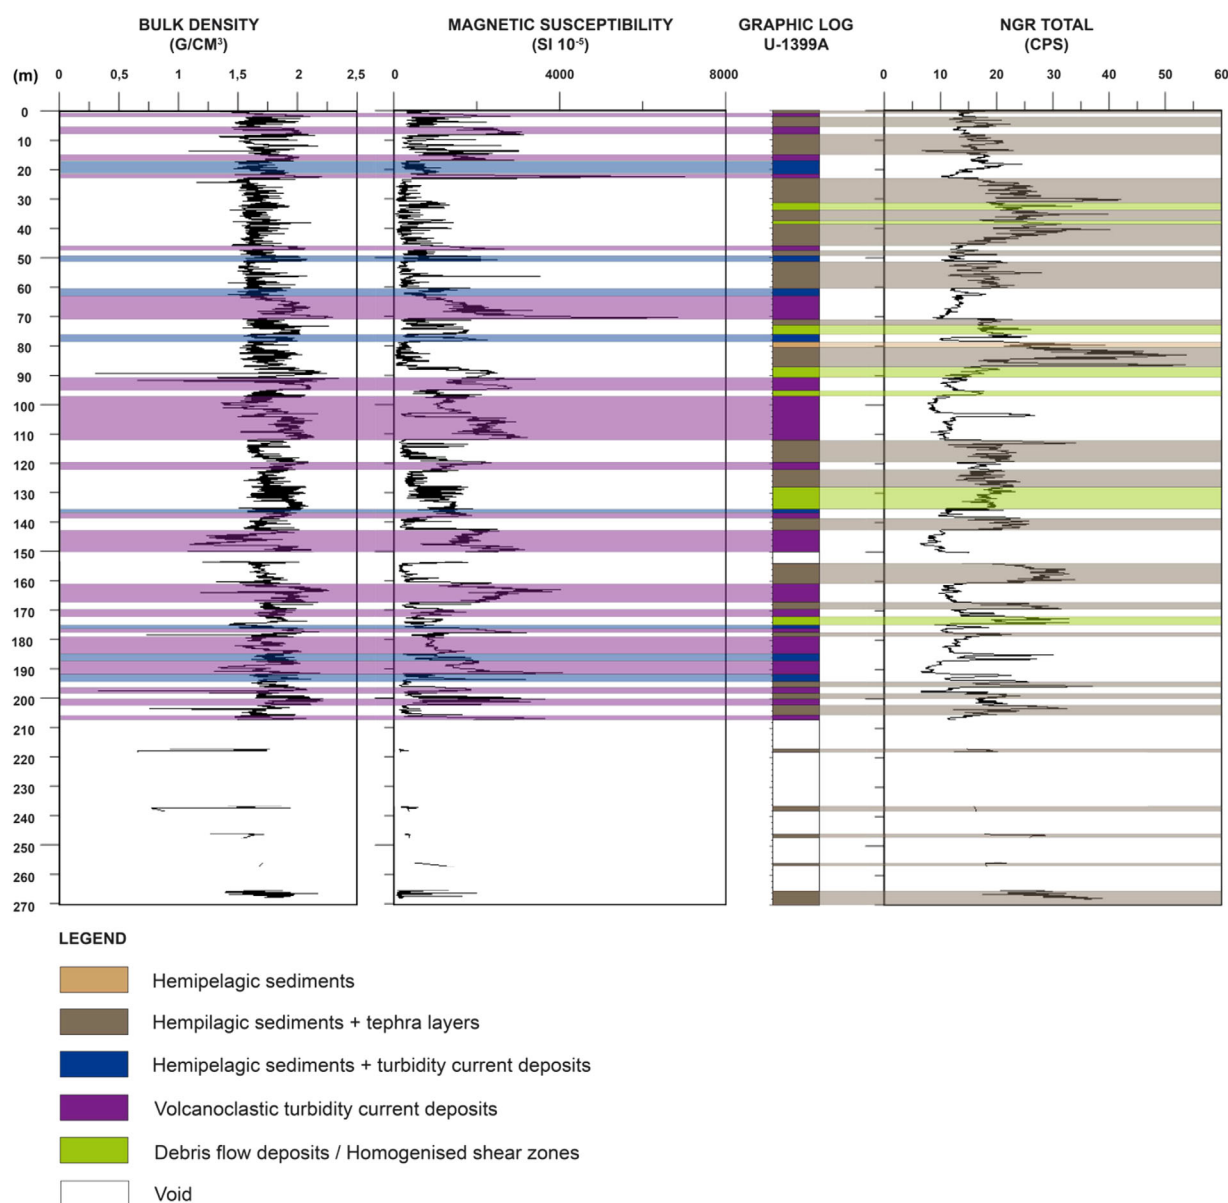 BULK DENSITY MAGNETIC SUSCEPTIBILITY GRAPHIC LOG NGR TOTAL
(G/CM³) (SI 10⁻⁵) U-1399A (CPS)
(m) 0 0,5 1 1,5 2 2,5 0 4000 8000 0 10 20 30 40 50 60
0
10
20
30
40
50
60
70
80
90
100
110
120
130
140
150
160
170
180
190
200
210
220
230
240
250
260
270
LEGEND
Hemipelagic sediments
Hempilagic sediments + tephra layers
Hemipelagic sediments + turbidity current deposits
Volcanoclastic turbidity current deposits
Debris flow deposits / Homogenised shear zones
Void